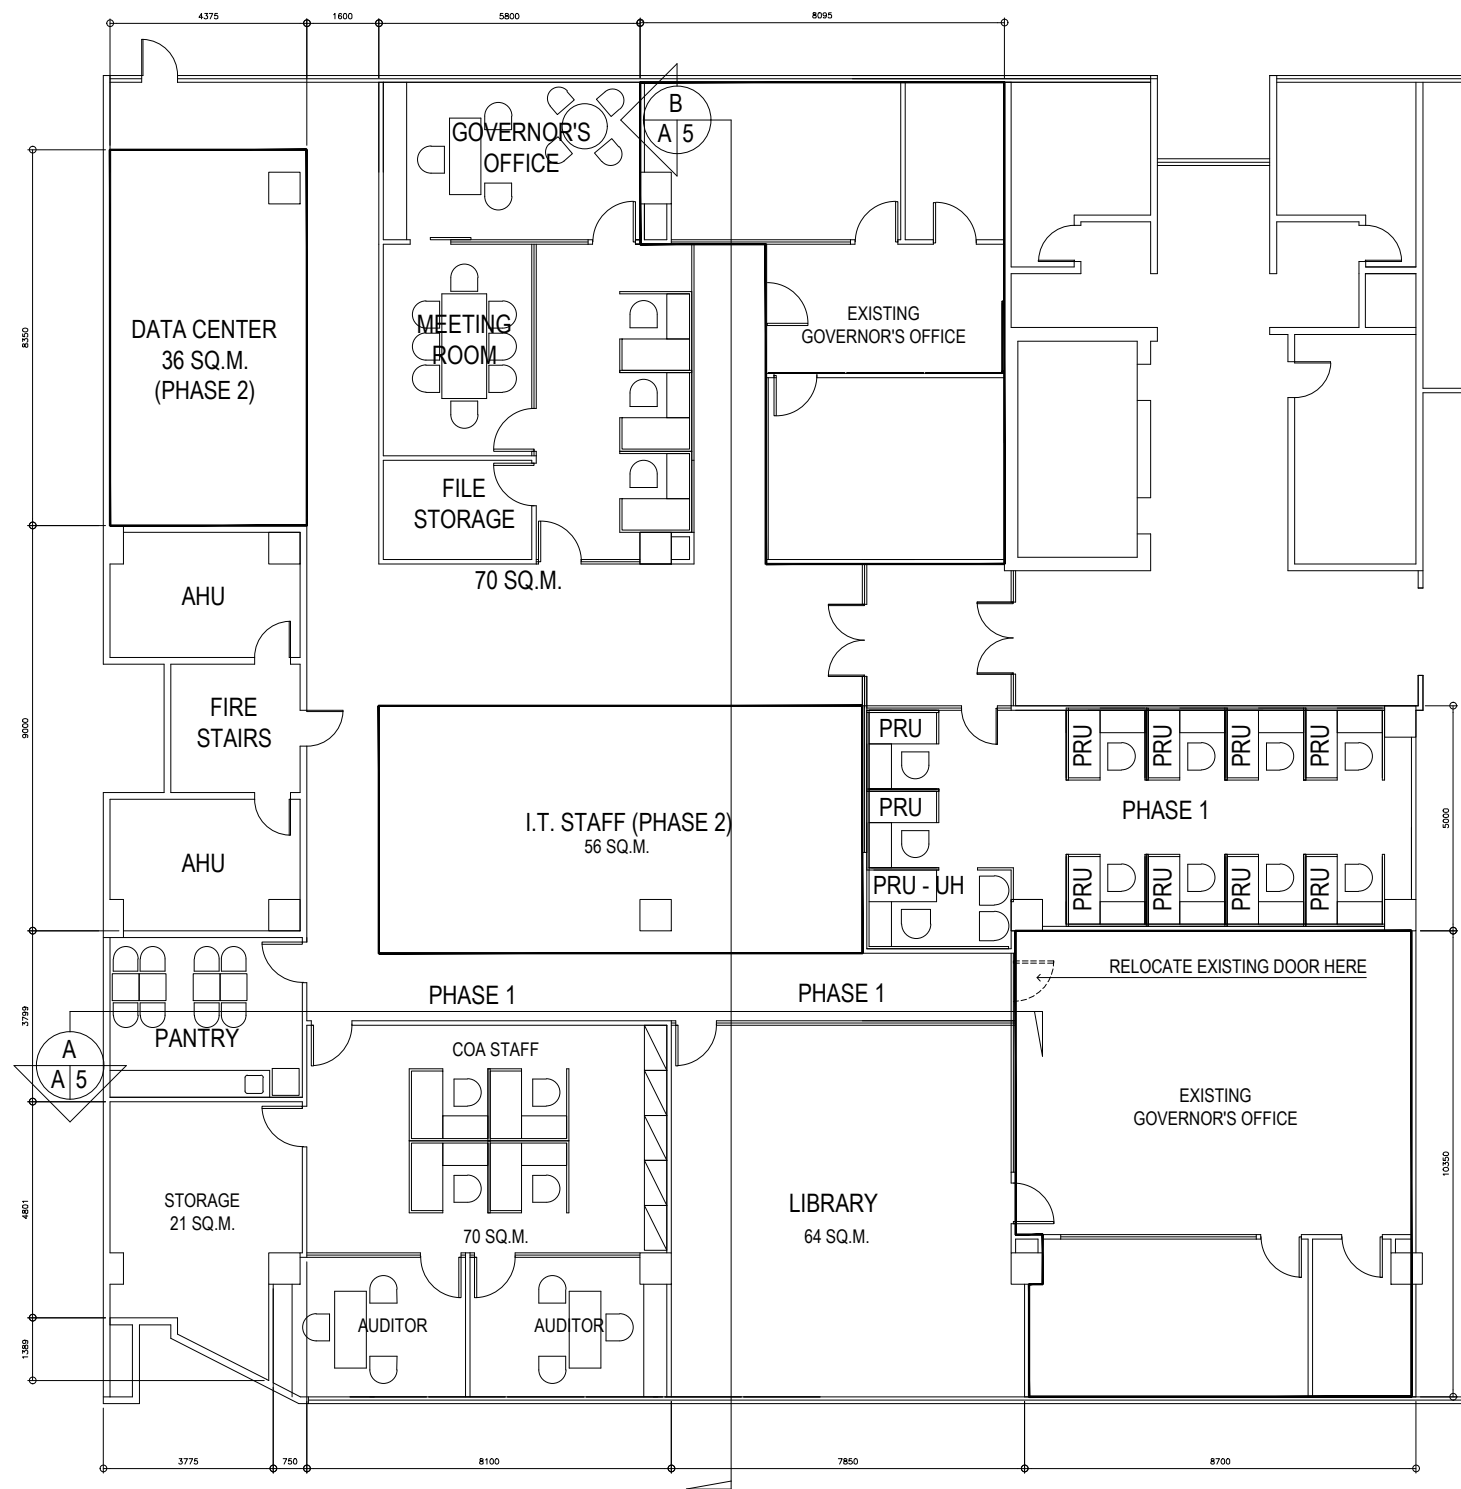 4375
1600
5800
8095
GOVERNOR'S
OFFICE
B
A 5
8350
DATA CENTER
36 SQ.M.
(PHASE 2)
MEETING
ROOM
EXISTING
GOVERNOR'S OFFICE
FILE
STORAGE
70 SQ.M.
AHU
9000
FIRE
STAIRS
PRU
PRU
PRU
PRU
PRU
PRU
I.T. STAFF (PHASE 2)
56 SQ.M.
PHASE 1
5000
AHU
PRU - UH
PRU
PRU
PRU
PRU
RELOCATE EXISTING DOOR HERE
PHASE 1
PHASE 1
3799
PANTRY
A
A 5
COA STAFF
EXISTING
GOVERNOR'S OFFICE
10350
4801
STORAGE
21 SQ.M.
70 SQ.M.
LIBRARY
64 SQ.M.
1389
AUDITOR
AUDITOR
3775
750
8100
7850
8700